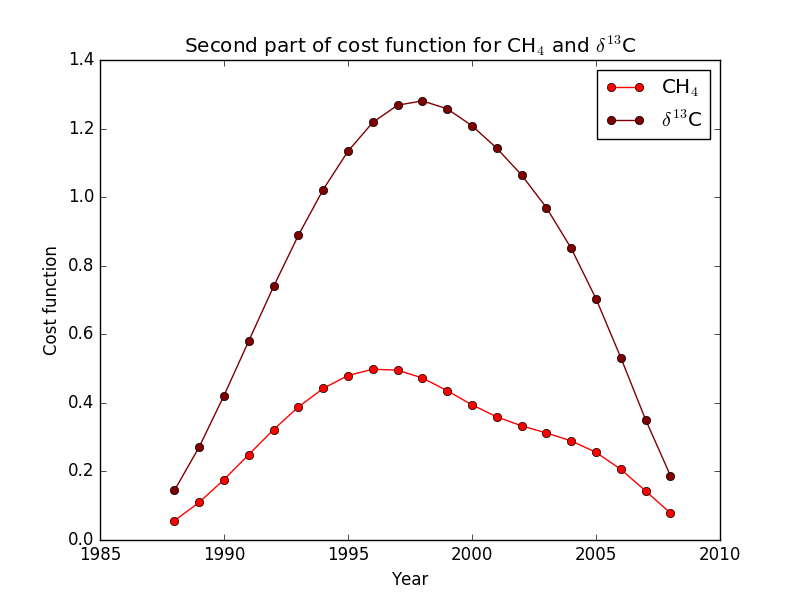 Second part of cost function for CH₄ and δ¹³C
1.4
1.2
1.0
0.8
0.6
0.4
0.2
0.0
Cost function
CH₄
δ¹³C
1985 1990 1995 2000 2005 2010
Year